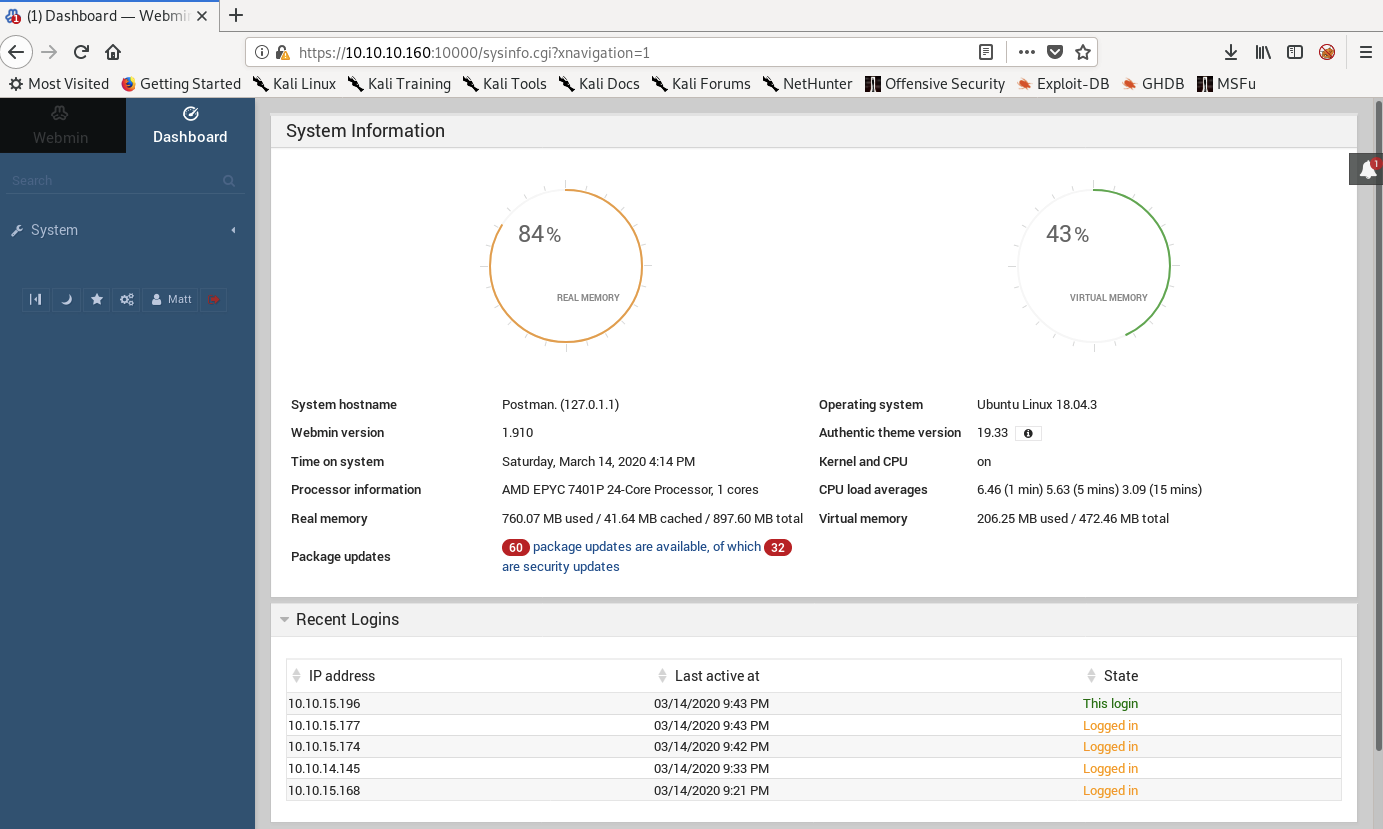 (1) Dashboard — Webmin
https://10.10.10.160:10000/sysinfo.cgi?xnavigation=1
Most Visited Getting Started Kali Linux Kali Training Kali Tools Kali Docs Kali Forums NetHunter Offensive Security Exploit-DB GHDB MSFu
Webmin
Dashboard
Search
System
Matt
System Information
1
84%
REAL MEMORY
43%
VIRTUAL MEMORY
System hostname Postman. (127.0.1.1) Operating system Ubuntu Linux 18.04.3
Webmin version 1.910 Authentic theme version 19.33
Time on system Saturday, March 14, 2020 4:14 PM Kernel and CPU on
Processor information AMD EPYC 7401P 24-Core Processor, 1 cores CPU load averages 6.46 (1 min) 5.63 (5 mins) 3.09 (15 mins)
Real memory 760.07 MB used / 41.64 MB cached / 897.60 MB total Virtual memory 206.25 MB used / 472.46 MB total
Package updates 60 package updates are available, of which 32
are security updates
Recent Logins
IP address Last active at State
10.10.15.196 03/14/2020 9:43 PM This login
10.10.15.177 03/14/2020 9:43 PM Logged in
10.10.15.174 03/14/2020 9:42 PM Logged in
10.10.14.145 03/14/2020 9:33 PM Logged in
10.10.15.168 03/14/2020 9:21 PM Logged in